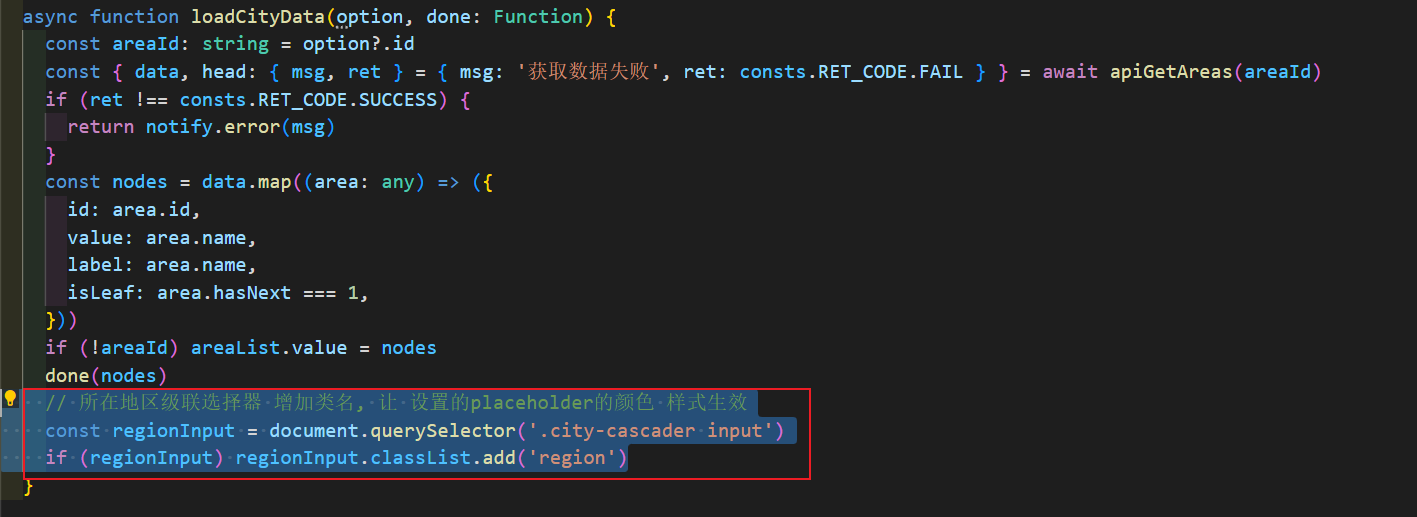 async function loadCityData(option, done: Function) {
const areaId: string = option?.id
const { data, head: { msg, ret } = { msg: '获取数据失败', ret: consts.RET_CODE.FAIL } } = await apiGetAreas(areaId)
if (ret !== consts.RET_CODE.SUCCESS) {
return notify.error(msg)
}
const nodes = data.map((area: any) => ({
id: area.id,
value: area.name,
label: area.name,
isLeaf: area.hasNext === 1,
}))
if (!areaId) areaList.value = nodes
done(nodes)
// 所在地区级联选择器 增加类名, 让 设置的placeholder的颜色 样式生效
const regionInput = document.querySelector('.city-cascader input')
if (regionInput) regionInput.classList.add('region')
}